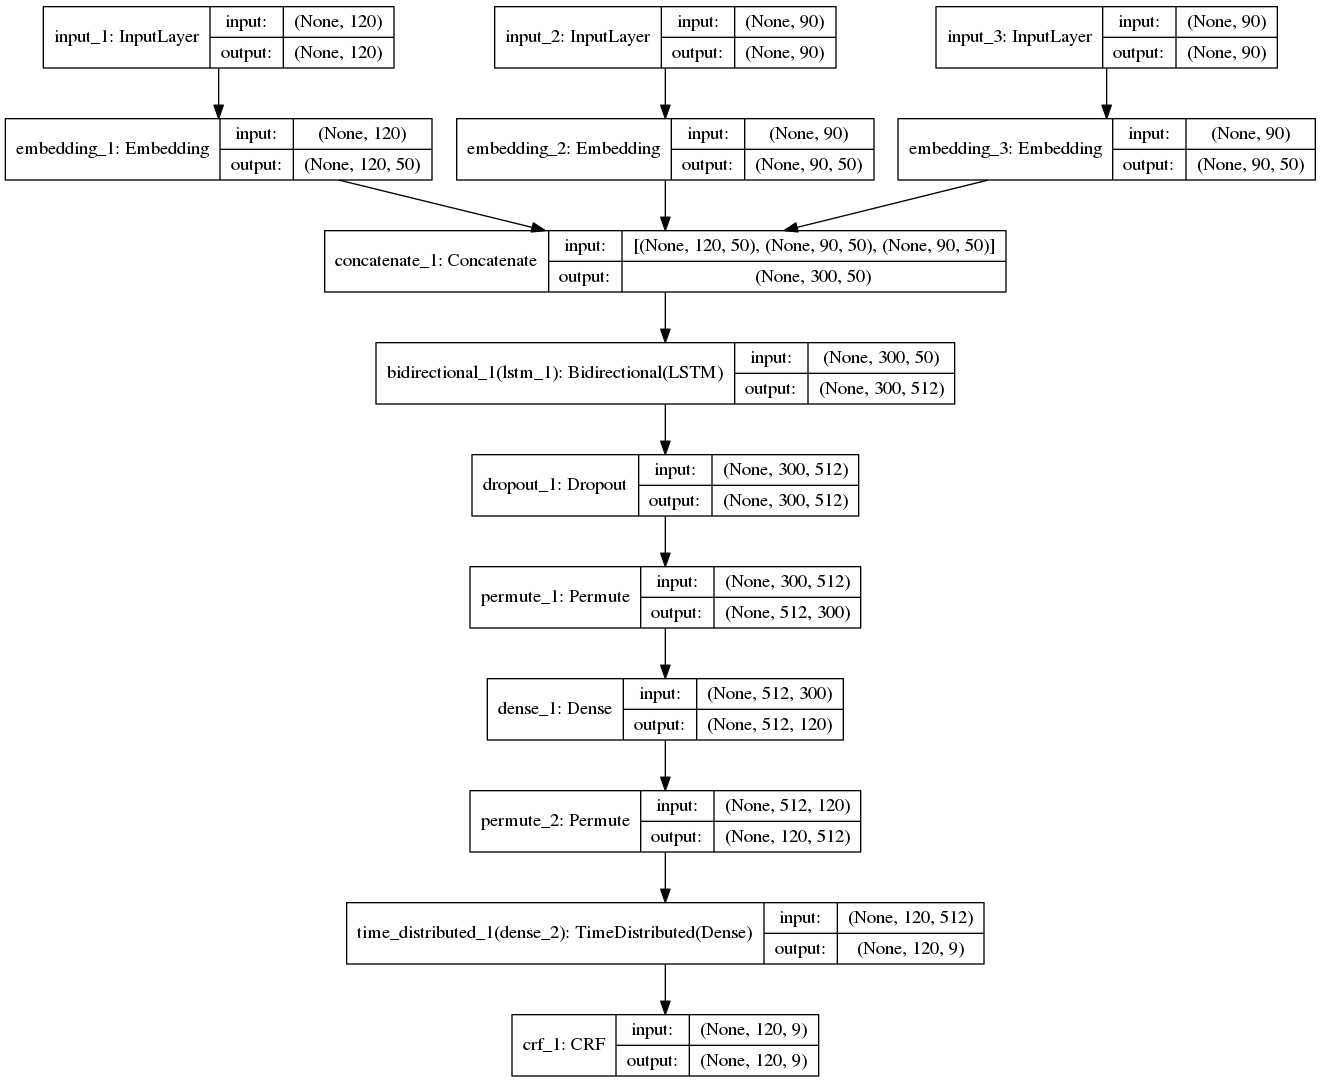 input_1: InputLayer
input: (None, 120)
output: (None, 120)
input_2: InputLayer
input: (None, 90)
output: (None, 90)
input_3: InputLayer
input: (None, 90)
output: (None, 90)
embedding_1: Embedding
input: (None, 120)
output: (None, 120, 50)
embedding_2: Embedding
input: (None, 90)
output: (None, 90, 50)
embedding_3: Embedding
input: (None, 90)
output: (None, 90, 50)
concatenate_1: Concatenate
input: [(None, 120, 50), (None, 90, 50), (None, 90, 50)]
output: (None, 300, 50)
bidirectional_1(lstm_1): Bidirectional(LSTM)
input: (None, 300, 50)
output: (None, 300, 512)
dropout_1: Dropout
input: (None, 300, 512)
output: (None, 300, 512)
permute_1: Permute
input: (None, 300, 512)
output: (None, 512, 300)
dense_1: Dense
input: (None, 512, 300)
output: (None, 512, 120)
permute_2: Permute
input: (None, 512, 120)
output: (None, 120, 512)
time_distributed_1(dense_2): TimeDistributed(Dense)
input: (None, 120, 512)
output: (None, 120, 9)
crf_1: CRF
input: (None, 120, 9)
output: (None, 120, 9)